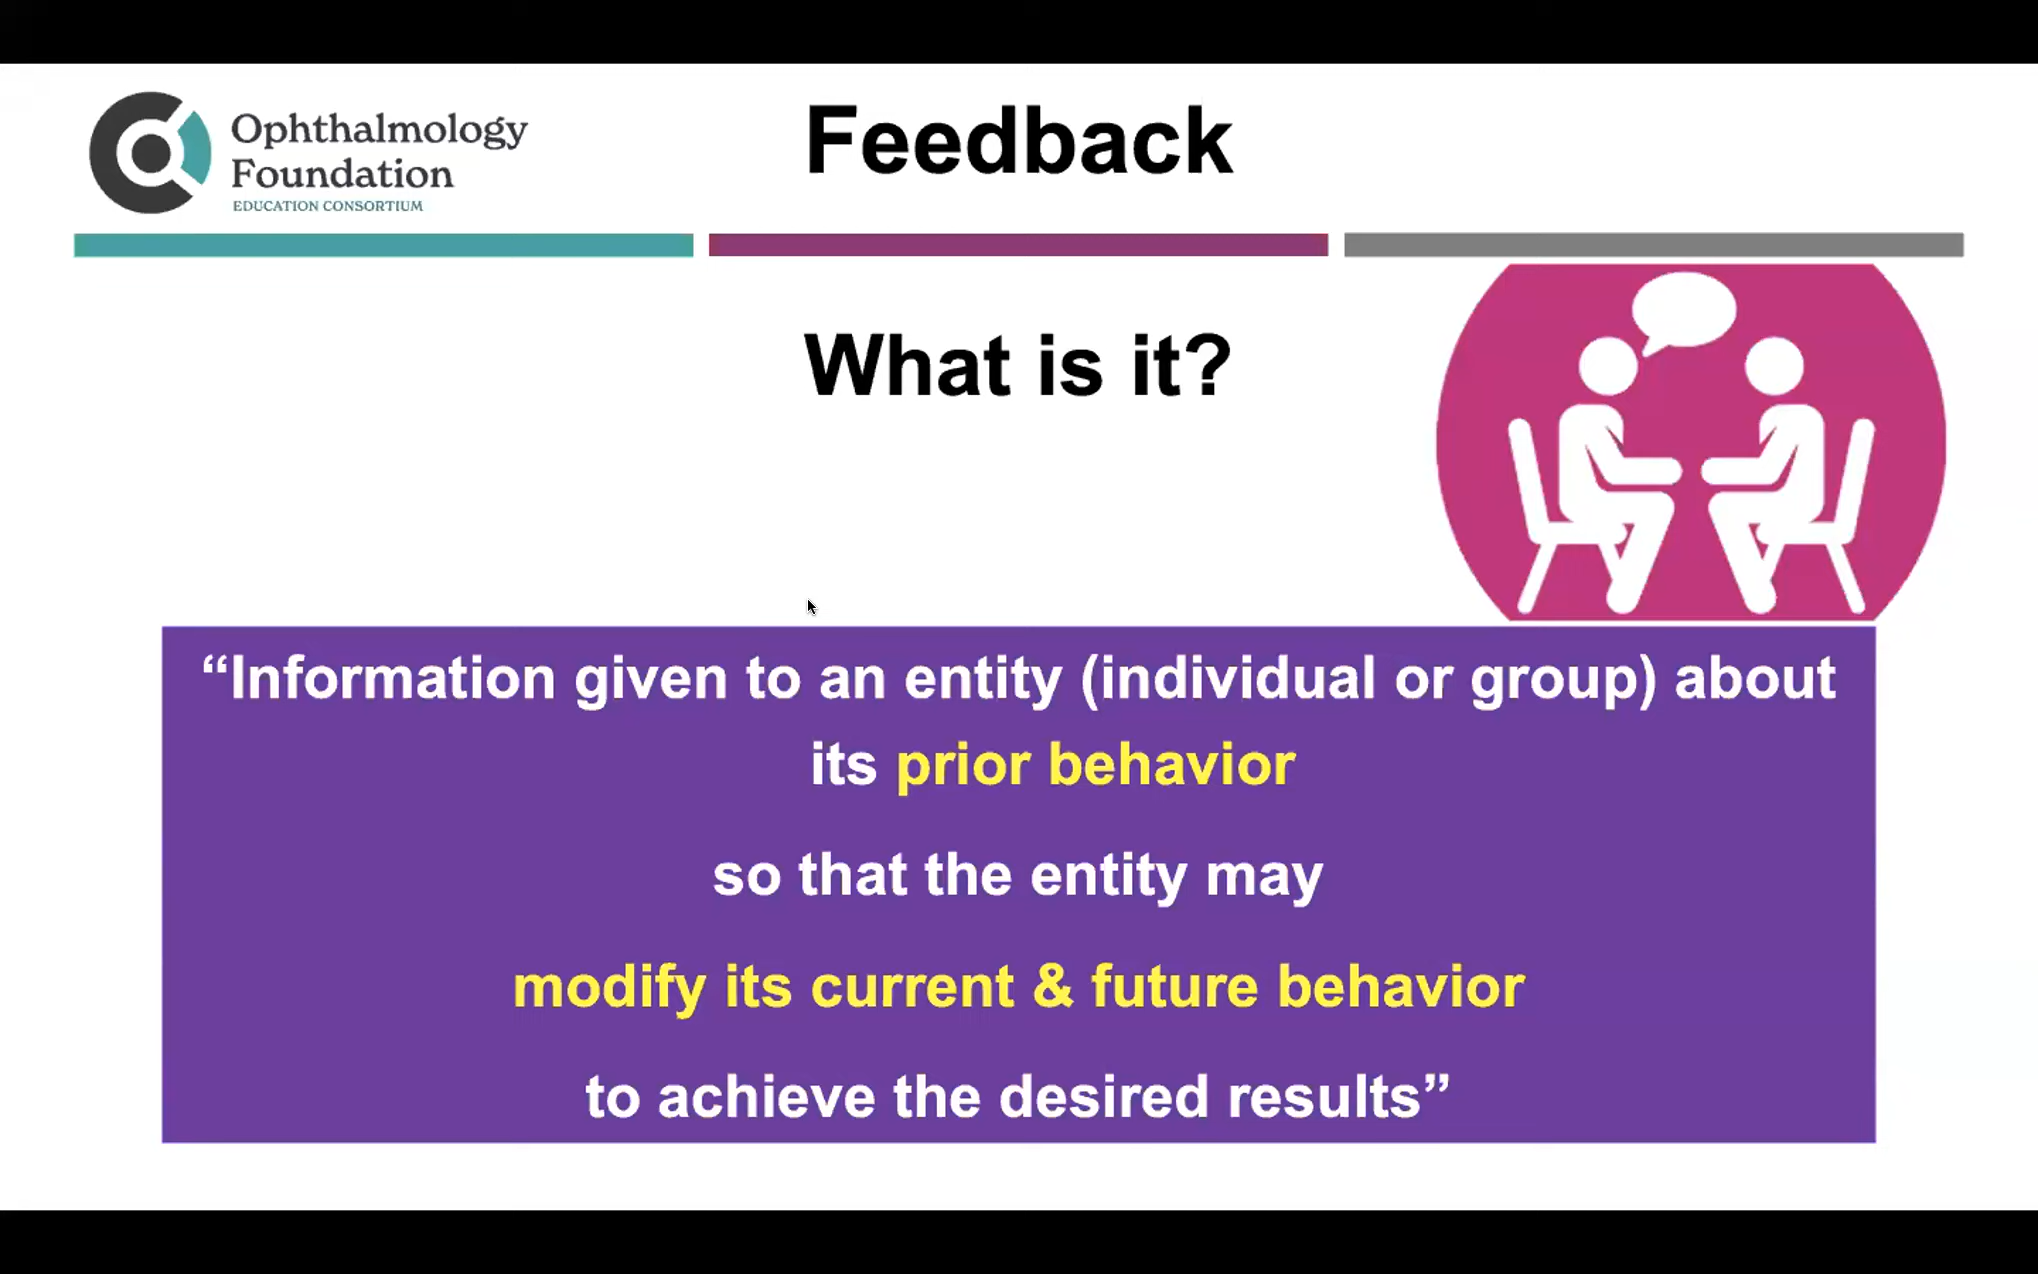 Ophthalmology
Foundation
EDUCATION CONSORTIUM
Feedback
What is it?
“Information given to an entity (individual or group) about
its prior behavior
so that the entity may
modify its current & future behavior
to achieve the desired results”